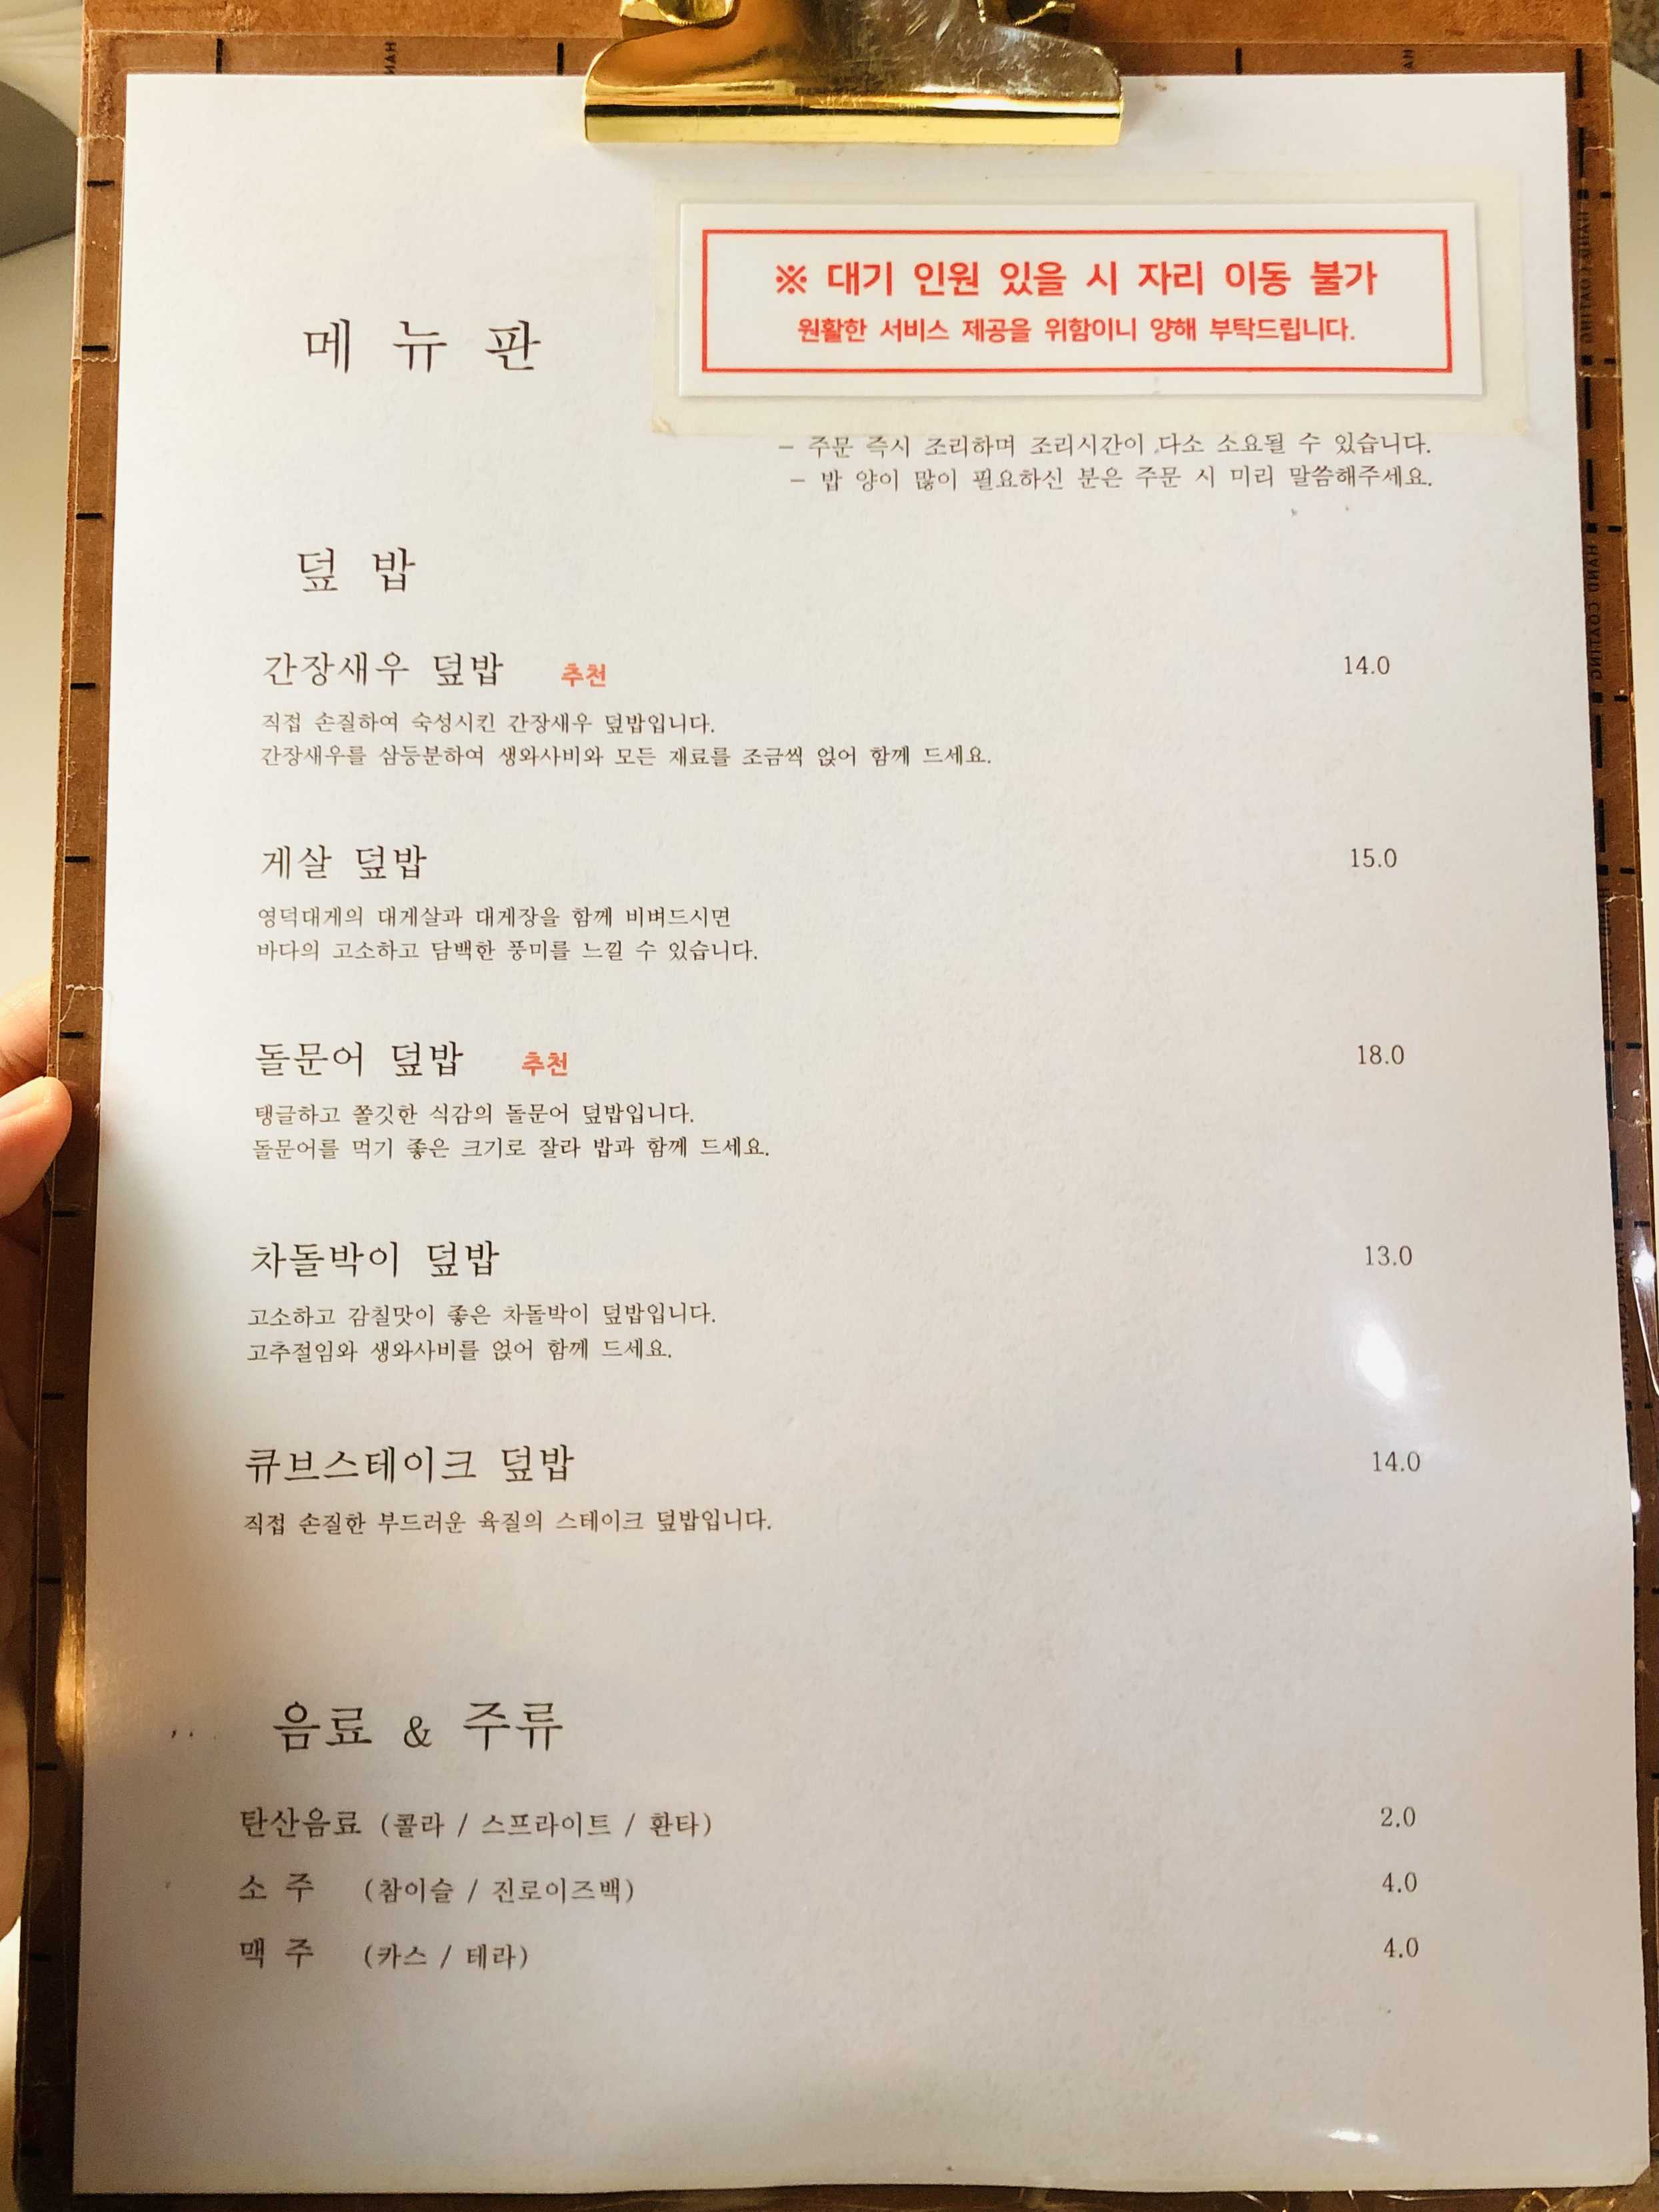 ※ 대기 인원 있을 시 자리 이동 불가
원활한 서비스 제공을 위함이니 양해 부탁드립니다.
메 뉴 판
- 주문 즉시 조리하며 조리시간이 다소 소요될 수 있습니다.
- 밥 양이 많이 필요하신 분은 주문 시 미리 말씀해주세요.
덮 밥
간장새우 덮밥 추천 14.0
직접 손질하여 숙성시킨 간장새우 덮밥입니다.
간장새우를 삼등분하여 생와사비와 모든 재료를 조금씩 얹어 함께 드세요.
게살 덮밥 15.0
영덕대게의 대게살과 대게장을 함께 비벼드시면
바다의 고소하고 담백한 풍미를 느낄 수 있습니다.
돌문어 덮밥 추천 18.0
탱글하고 쫄깃한 식감의 돌문어 덮밥입니다.
돌문어를 먹기 좋은 크기로 잘라 밥과 함께 드세요.
차돌박이 덮밥 13.0
고소하고 감칠맛이 좋은 차돌박이 덮밥입니다.
고추절임와 생와사비를 얹어 함께 드세요.
큐브스테이크 덮밥 14.0
직접 손질한 부드러운 육질의 스테이크 덮밥입니다.
음료 & 주류
탄산음료 (콜라 / 스프라이트 / 환타) 2.0
소 주 (참이슬 / 진로이즈백) 4.0
맥 주 (카스 / 테라) 4.0